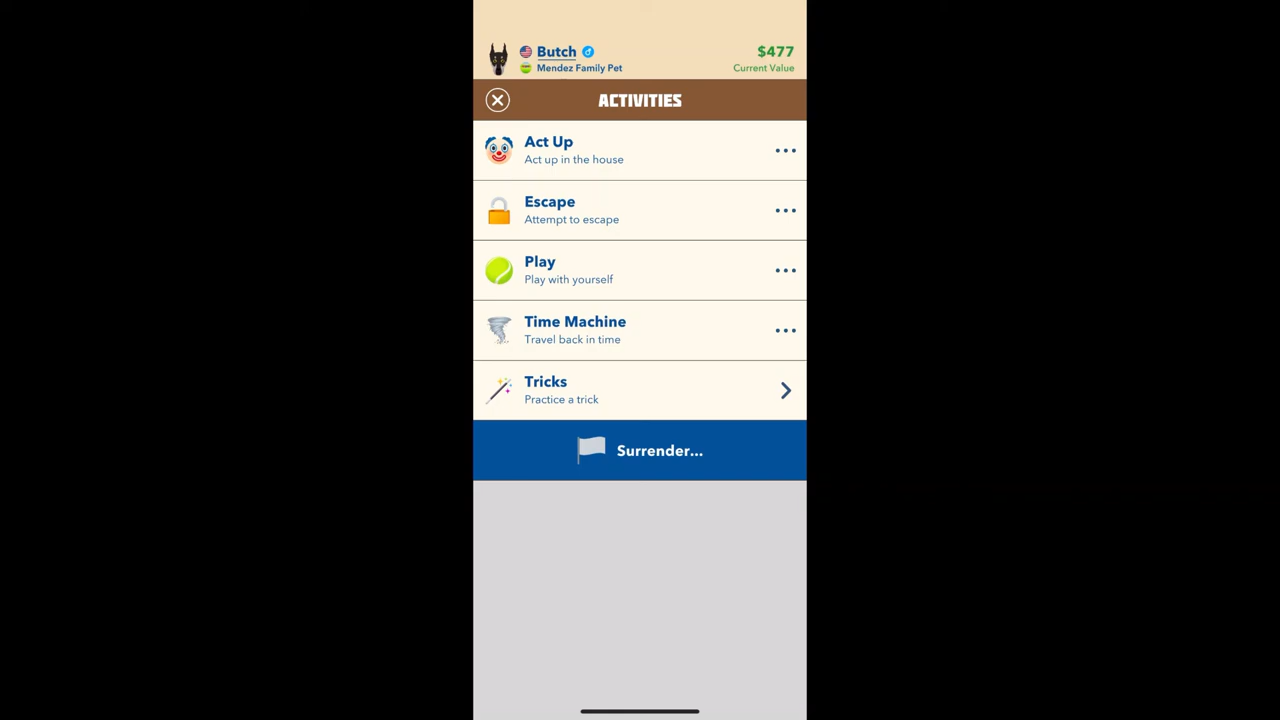 Butch
$477
Mendez Family Pet
Current Value
ACTIVITIES
Act Up
Act up in the house
Escape
Attempt to escape
Play
Play with yourself
Time Machine
Travel back in time
Tricks
Practice a trick
Surrender...